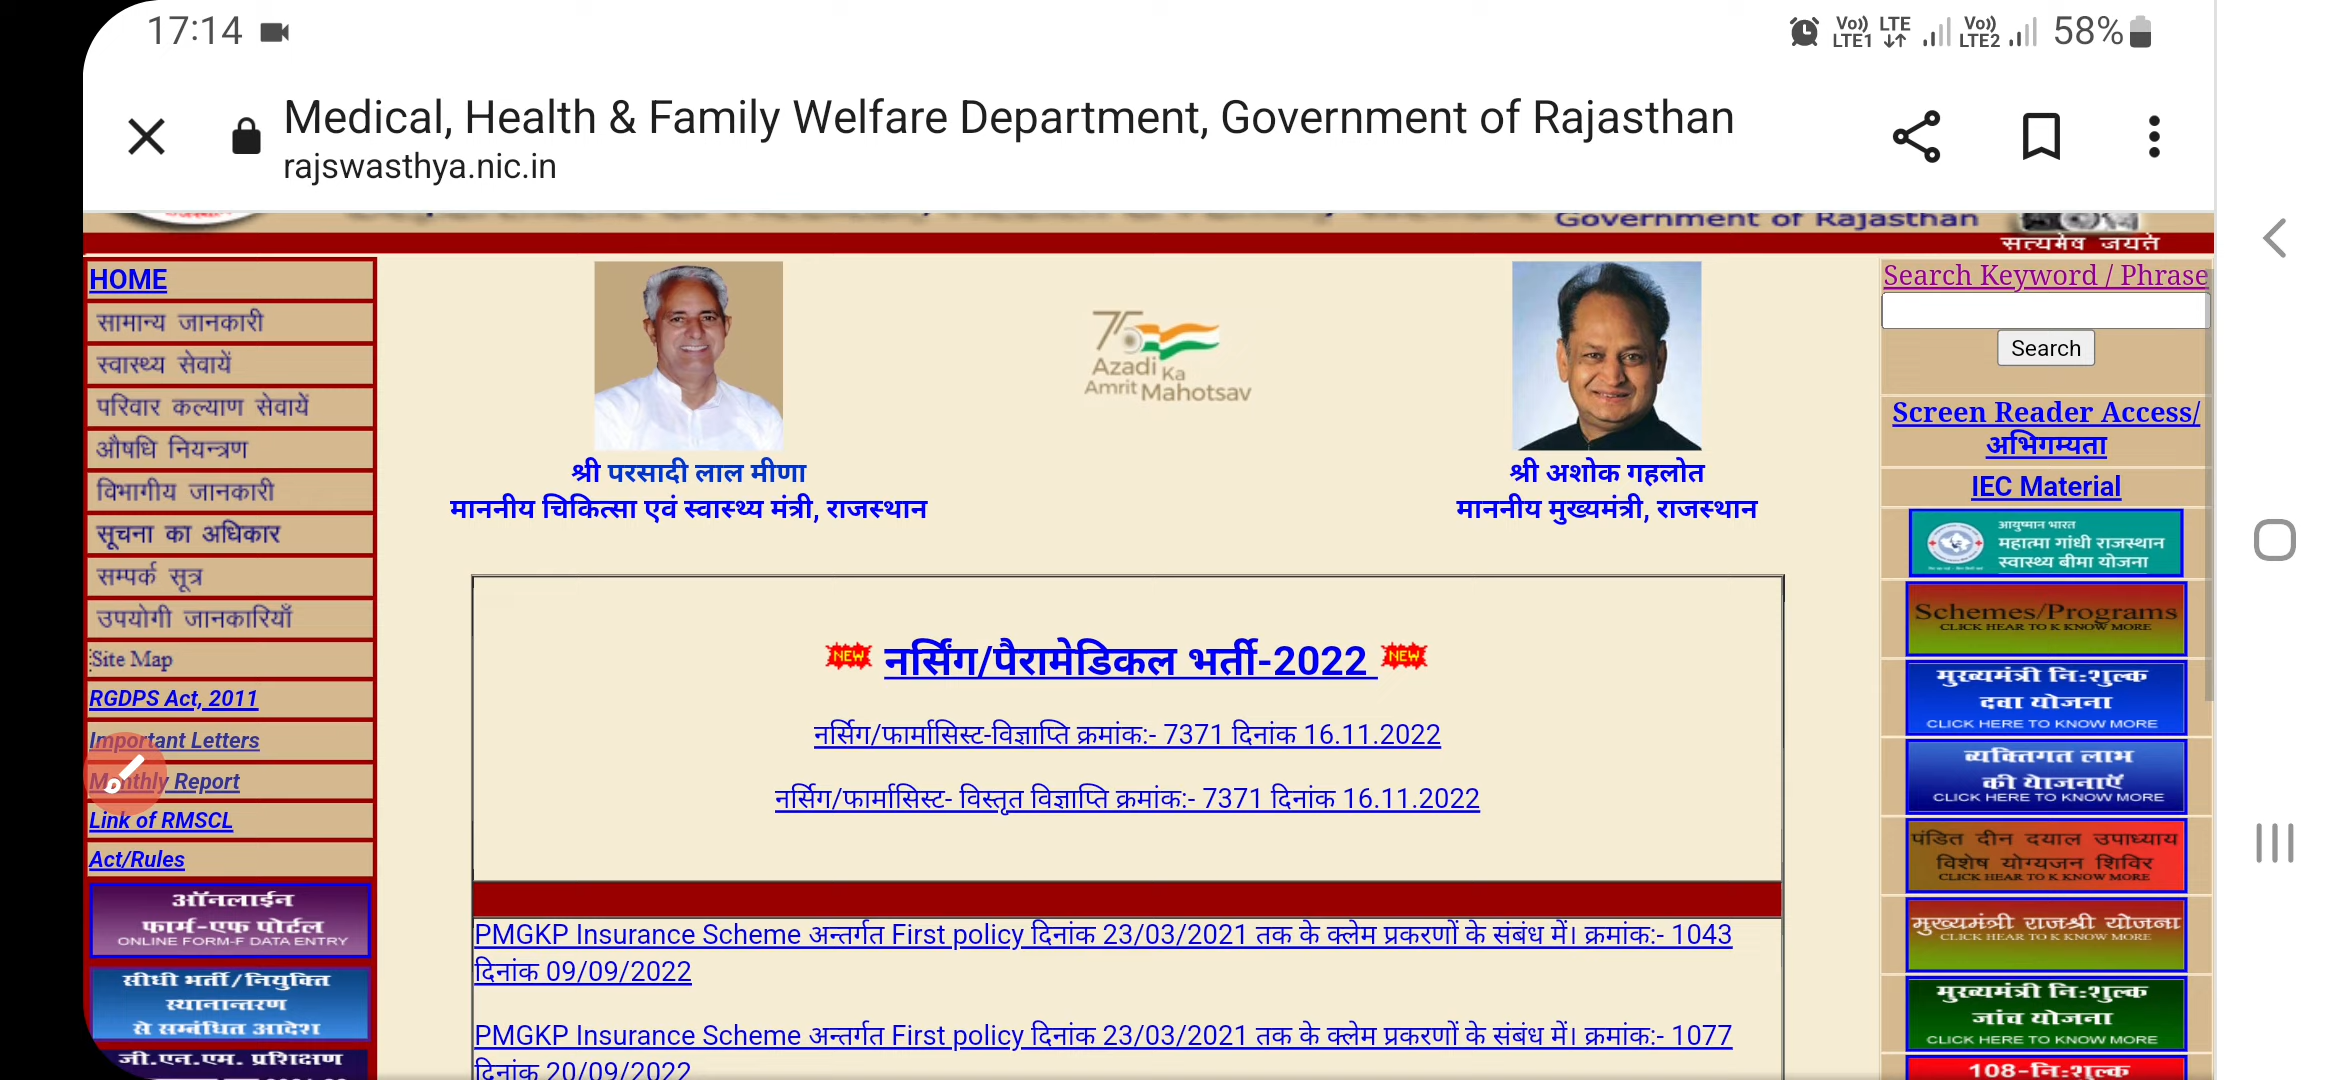 17:14
Vo)) LTE
LTE1
Vo))
LTE2
58%
Medical, Health & Family Welfare Department, Government of Rajasthan
rajswasthya.nic.in
Government of Rajasthan
सत्यमेव जयते
HOME
सामान्य जानकारी
स्वास्थ्य सेवायें
परिवार कल्याण सेवायें
औषधि नियन्त्रण
विभागीय जानकारी
सूचना का अधिकार
सम्पर्क सूत्र
उपयोगी जानकारियाँ
Site Map
RGDPS Act, 2011
Important Letters
Monthly Report
Link of RMSCL
Act/Rules
ऑनलाईन
फार्म-एफ पोर्टल
ONLINE FORM-F DATA ENTRY
सीधी भर्ती/नियुक्ति
स्थानान्तरण
से सम्बंधित आदेश
जी.एन.एम. प्रशिक्षण
75
Azadi Ka
Amrit Mahotsav
श्री परसादी लाल मीणा
माननीय चिकित्सा एवं स्वास्थ्य मंत्री, राजस्थान
श्री अशोक गहलोत
माननीय मुख्यमंत्री, राजस्थान
NEW नर्सिंग/पैरामेडिकल भर्ती-2022 NEW
नर्सिग/फार्मासिस्ट-विज्ञाप्ति क्रमांक:- 7371 दिनांक 16.11.2022
नर्सिग/फार्मासिस्ट- विस्तृत विज्ञाप्ति क्रमांक:- 7371 दिनांक 16.11.2022
PMGKP Insurance Scheme अन्तर्गत First policy दिनांक 23/03/2021 तक के क्लेम प्रकरणों के संबंध में। क्रमांक:- 1043
दिनांक 09/09/2022
PMGKP Insurance Scheme अन्तर्गत First policy दिनांक 23/03/2021 तक के क्लेम प्रकरणों के संबंध में। क्रमांक:- 1077
दिनांक 20/09/2022
Search Keyword / Phrase
Search
Screen Reader Access/
अभिगम्यता
IEC Material
आयुष्मान भारत
महात्मा गांधी राजस्थान
स्वास्थ्य बीमा योजना
Schemes/Programs
CLICK HEAR TO K KNOW MORE
मुख्यमंत्री नि:शुल्क
दवा योजना
CLICK HERE TO KNOW MORE
व्यक्तिगत लाभ
की योजनाऍ
CLICK HERE TO KNOW MORE
पंडित दीन दयाल उपाध्याय
विशेष योग्यजन शिविर
CLICK HEAR TO K KNOW MORE
मुख्यमंत्री राजश्री योजना
CLICK HEAR TO K KNOW MORE
मुख्यमंत्री नि:शुल्क
जांच योजना
CLICK HERE TO KNOW MORE
108-नि:शुल्क